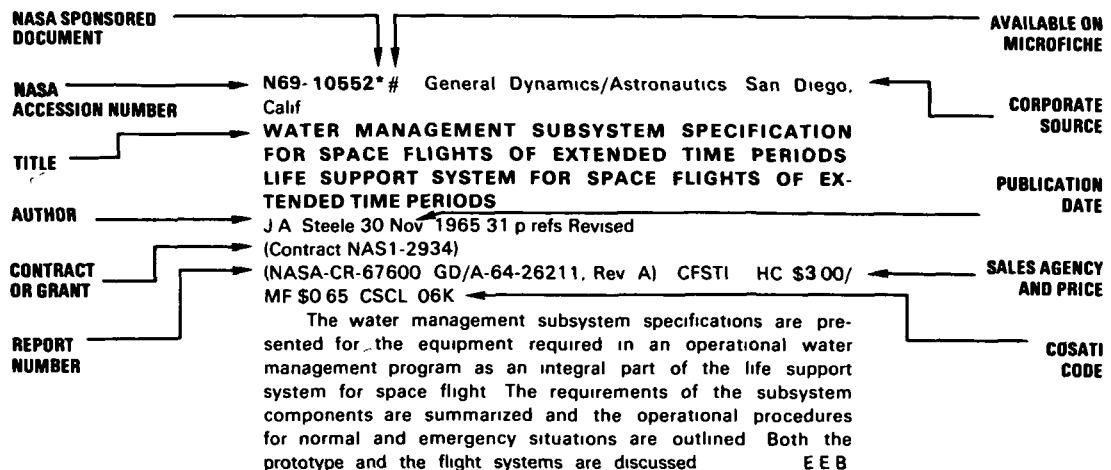 NASA SPONSORED
DOCUMENT
AVAILABLE ON
MICROFICHE
NASA
ACCESSION NUMBER
N69-10552*# General Dynamics/Astronautics San Diego,
Calif
CORPORATE
SOURCE
TITLE
WATER MANAGEMENT SUBSYSTEM SPECIFICATION
FOR SPACE FLIGHTS OF EXTENDED TIME PERIODS
LIFE SUPPORT SYSTEM FOR SPACE FLIGHTS OF EX-
TENDED TIME PERIODS
PUBLICATION
DATE
AUTHOR
J A Steele 30 Nov 1965 31 p refs Revised
CONTRACT
OR GRANT
(Contract NAS1-2934)
(NASA-CR-67600 GD/A-64-26211, Rev A) CFSTI HC $3 00/
MF $0 65 CSCL 06K
SALES AGENCY
AND PRICE
REPORT
NUMBER
COSATI
CODE
The water management subsystem specifications are pre-
sented for the equipment required in an operational water
management program as an integral part of the life support
system for space flight The requirements of the subsystem
components are summarized and the operational procedures
for normal and emergency situations are outlined Both the
prototype and the flight systems are discussed E E B